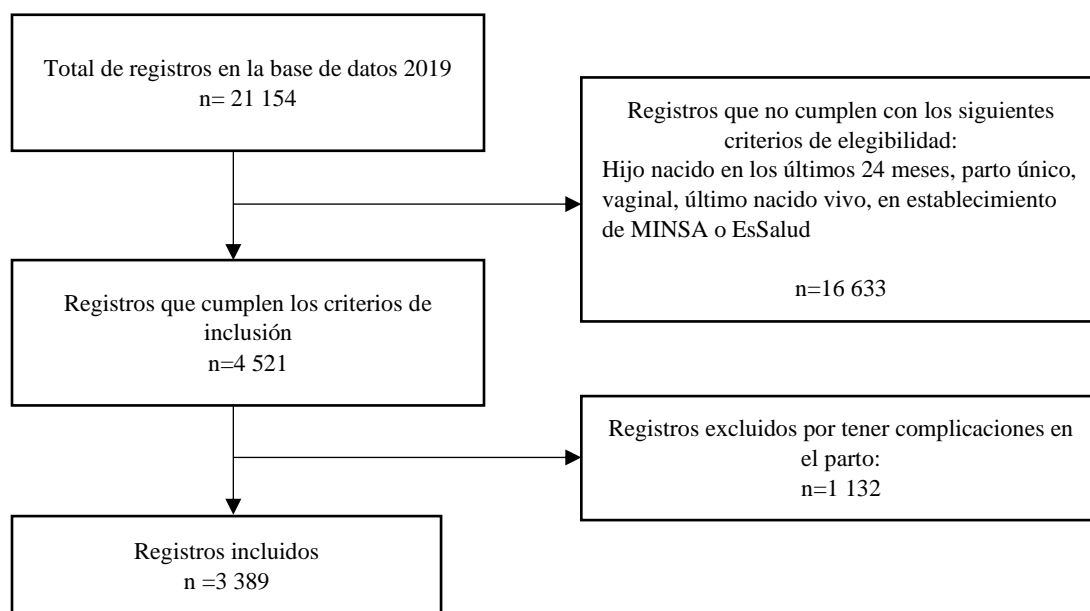 Total de registros en la base de datos 2019
n= 21 154
Registros que no cumplen con los siguientes
criterios de elegibilidad:
Hijo nacido en los últimos 24 meses, parto único,
vaginal, último nacido vivo, en establecimiento
de MINSA o EsSalud
n=16 633
Registros que cumplen los criterios de
inclusión
n=4 521
Registros excluidos por tener complicaciones en
el parto:
n=1 132
Registros incluidos
n =3 389